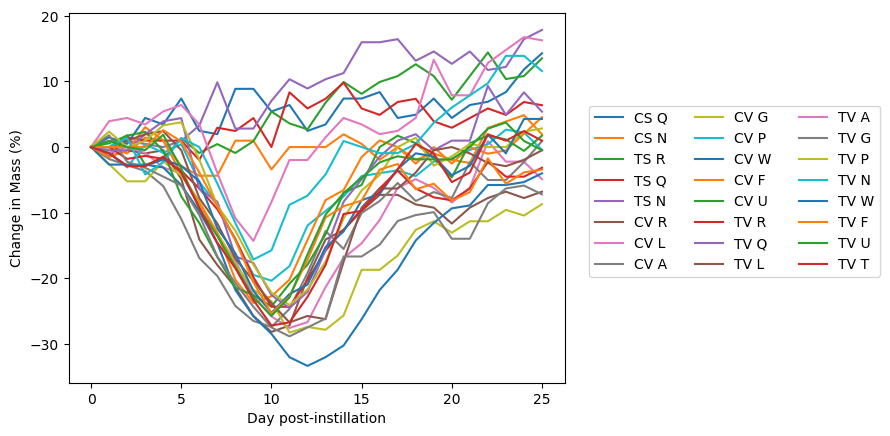 20
10
0
−10
−20
−30
Change in Mass (%)
0 5 10 15 20 25
Day post-instillation
CS Q CV G TV A
CS N CV P TV G
TS R CV W TV P
TS Q CV F TV N
TS N CV U TV W
CV R TV R TV F
CV L TV Q TV U
CV A TV L TV T